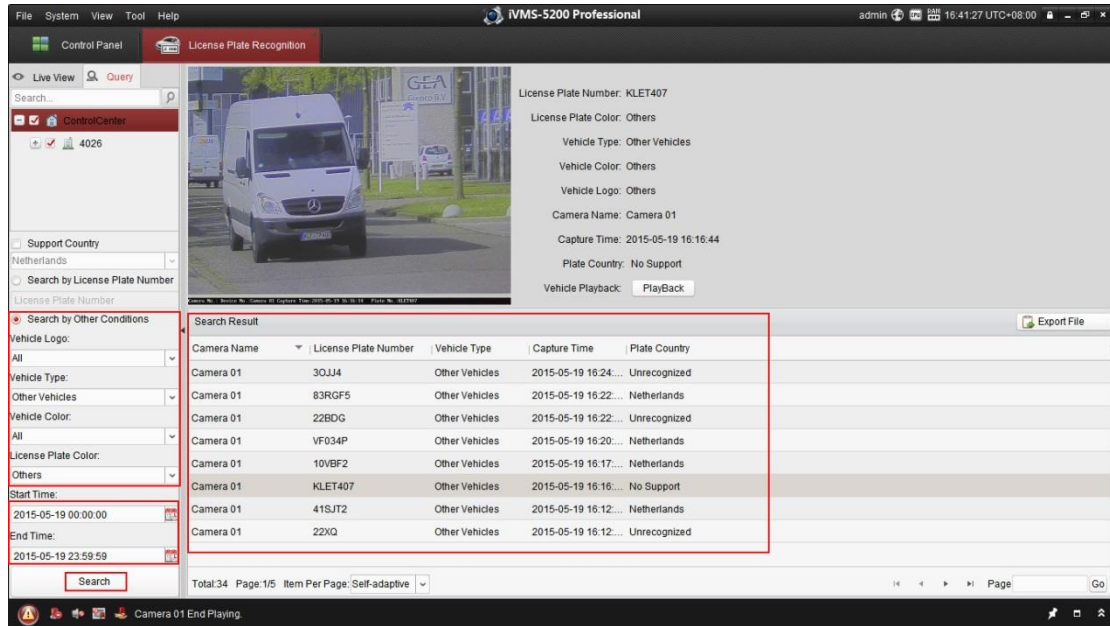 File System View Tool Help
iVMS-5200 Professional
admin 16:41:27 UTC+08:00
Control Panel
License Plate Recognition
Live View
Query
Search...
ControlCenter
4026
Support Country
Netherlands
Search by License Plate Number
License Plate Number
Search by Other Conditions
Vehicle Logo:
All
Vehicle Type:
Other Vehicles
Vehicle Color:
All
License Plate Color:
Others
Start Time:
2015-05-19 00:00:00
End Time:
2015-05-19 23:59:59
Search
GEA
License Plate Number: KLET407
License Plate Color: Others
Vehicle Type: Other Vehicles
Vehicle Color: Others
Vehicle Logo: Others
Camera Name: Camera 01
Capture Time: 2015-05-19 16:16:44
Plate Country: No Support
Vehicle Playback: PlayBack
Search Result
Export File
Camera Name License Plate Number Vehicle Type Capture Time Plate Country
Camera 01 3OJJ4 Other Vehicles 2015-05-19 16:24:... Unrecognized
Camera 01 83RGF5 Other Vehicles 2015-05-19 16:22:... Netherlands
Camera 01 22BDG Other Vehicles 2015-05-19 16:22:... Unrecognized
Camera 01 VF034P Other Vehicles 2015-05-19 16:20:... Netherlands
Camera 01 10VBF2 Other Vehicles 2015-05-19 16:17:... Netherlands
Camera 01 KLET407 Other Vehicles 2015-05-19 16:16:... No Support
Camera 01 41SJT2 Other Vehicles 2015-05-19 16:12:... Netherlands
Camera 01 22XQ Other Vehicles 2015-05-19 16:12:... Unrecognized
Total:34 Page:1/5 Item Per Page: Self-adaptive
Page
Go
Camera 01 End Playing.